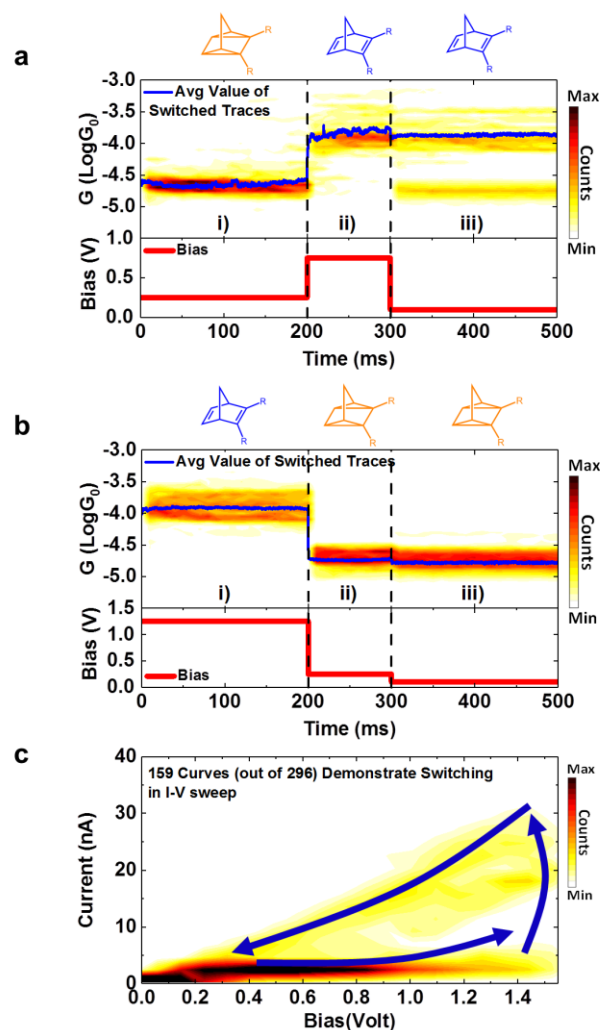 a
R
R
R
R
R
R
Avg Value of
Switched Traces
G (LogG₀)
-3.0
-3.5
-4.0
-4.5
-5.0
i)
ii)
iii)
Max
Counts
Min
Bias (V)
1.0
0.5
0.0
Bias
0
100
200
300
400
500
Time (ms)
b
R
R
R
R
R
R
Avg Value of Switched Traces
G (LogG₀)
-3.0
-3.5
-4.0
-4.5
-5.0
i)
ii)
iii)
Max
Counts
Min
Bias (V)
1.5
1.0
0.5
0.0
Bias
0
100
200
300
400
500
Time (ms)
c
159 Curves (out of 296) Demonstrate Switching
in I-V sweep
Current (nA)
40
30
20
10
0
Max
Counts
Min
0.0
0.2
0.4
0.6
0.8
1.0
1.2
1.4
Bias(Volt)